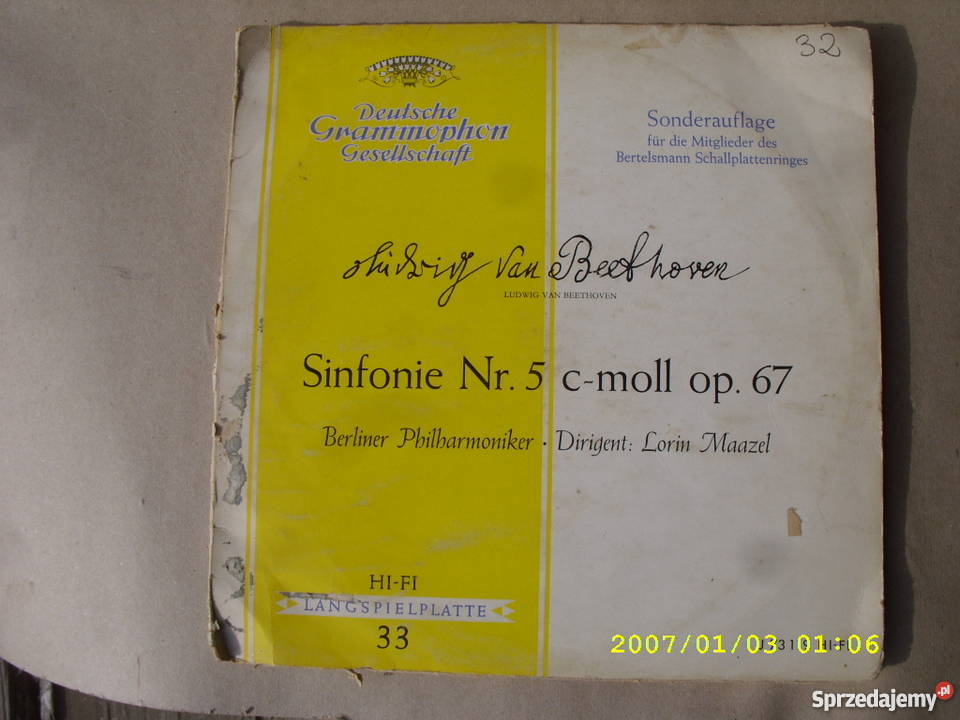 32
Deutsche
Grammophon
Gesellschaft
Sonderauflage
für die Mitglieder des
Bertelsmann Schallplattenringes
Ludwig van Beethoven
LUDWIG VAN BEETHOVEN
Sinfonie Nr. 5 c-moll op. 67
Berliner Philharmoniker · Dirigent: Lorin Maazel
HI-FI
LANGSPIELPLATTE
33
HI-FI
2007/01/03 01:06
Sprzedajemy.pl